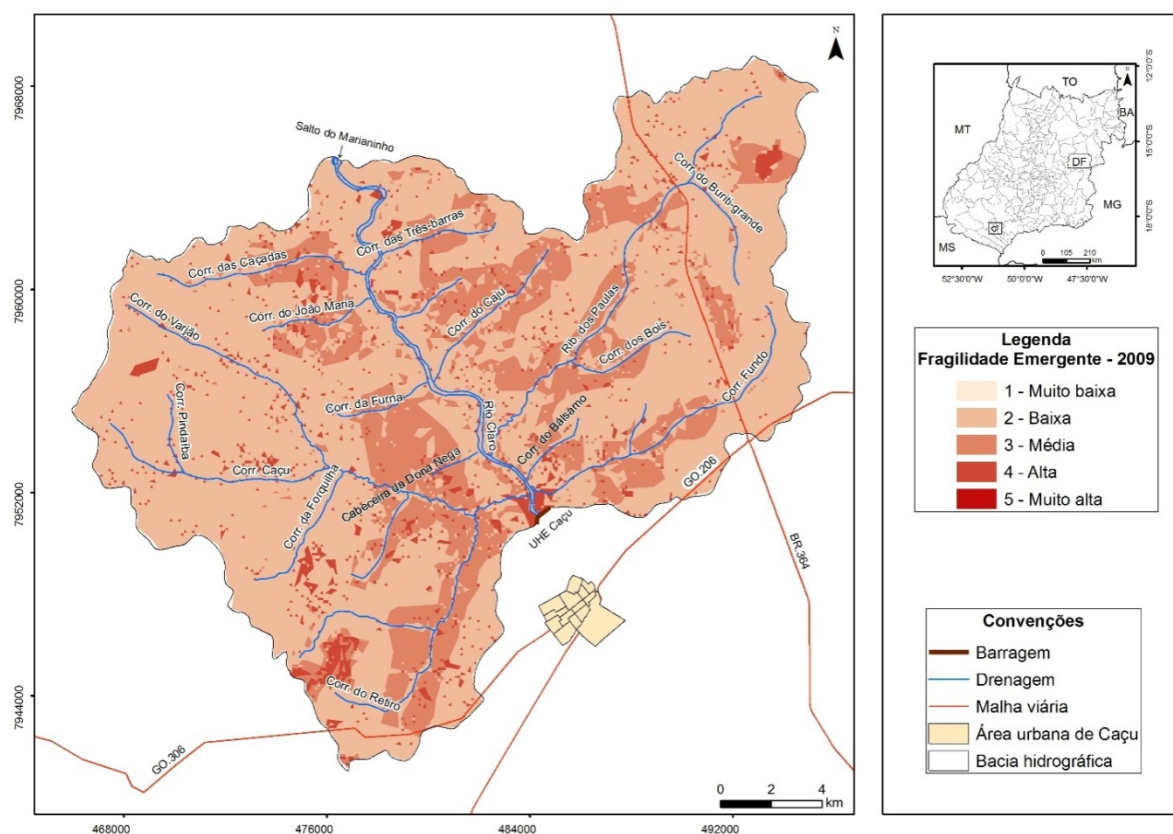 N
7968000
7960000
7952000
7944000
468000
476000
484000
492000
Salto do Marianinho
Corr. do Buriti-grande
Corr. das Três-barras
Corr. das Caçadas
Corr. do João Maria
Corr. do Caju
Corr. do Varjão
Rib. dos Paulas
Corr. dos Bois
Corr. Fundo
Corr. da Furna
Rio Claro
Corr. do Bálsamo
Corr. Pindaíba
Corr. Caçu
Cabeceira da Dona Nega
Corr. da Forquilha
UHE Caçu
GO.206
BR.364
Corr. do Retiro
GO.306
0 2 4
km
N
TO
MT
BA
DF
MG
MS
12°0'0"S
15°0'0"S
18°0'0"S
0 105 210
km
52°30'0"W
50°0'0"W
47°30'0"W
Legenda
Fragilidade Emergente - 2009
1 - Muito baixa
2 - Baixa
3 - Média
4 - Alta
5 - Muito alta
Convenções
Barragem
Drenagem
Malha viária
Área urbana de Caçu
Bacia hidrográfica